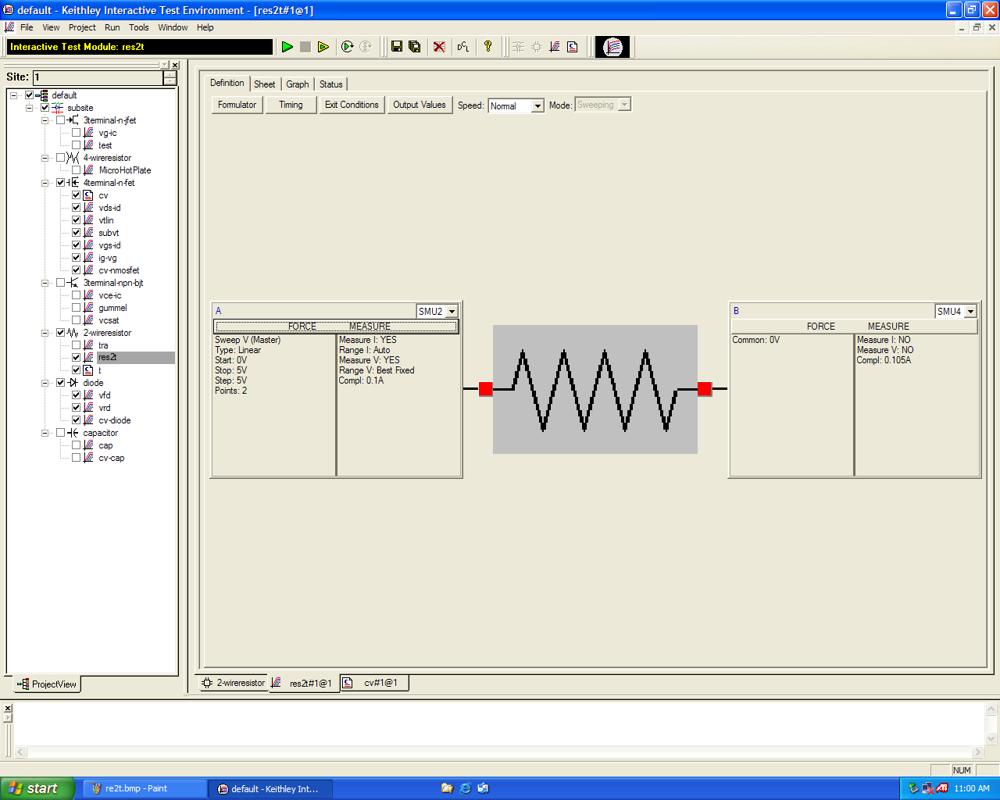 default - Keithley Interactive Test Environment - [res2t#1@1]
File View Project Run Tools Window Help
Interactive Test Module: res2t
Site: 1
default
subsite
3terminal-n-jfet
vg-ic
test
4-wireresistor
MicroHotPlate
4terminal-n-fet
cv
vds-id
vtlin
subvt
vgs-id
ig-vg
cv-nmosfet
3terminal-npn-bjt
vce-ic
gummel
vcsat
2-wireresistor
tra
res2t
t
diode
vfd
vrd
cv-diode
capacitor
cap
cv-cap
ProjectView
Definition Sheet Graph Status
Formulator Timing Exit Conditions Output Values Speed: Normal Mode: Sweeping
A SMU2
FORCE MEASURE
Sweep V (Master) Measure I: YES
Type: Linear Range I: Auto
Start: 0V Measure V: YES
Stop: 5V Range V: Best Fixed
Step: 5V Compl: 0.1A
Points: 2
B SMU4
FORCE MEASURE
Common: 0V Measure I: NO
Measure V: NO
Compl: 0.105A
2-wireresistor res2t#1@1 cv#1@1
NUM
start re2t.bmp - Paint default - Keithley Int... 11:00 AM